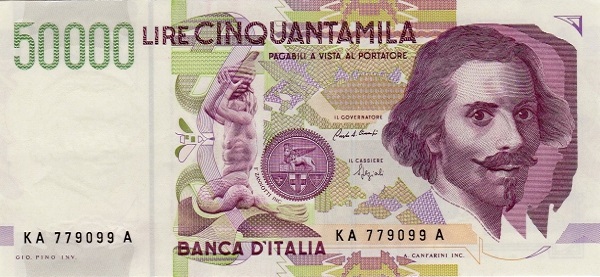 50000 LIRE CINQUANTAMILA
PAGABILI A VISTA AL PORTATORE
IL GOVERNATORE
IL CASSIERE
KA 779099 A
KA 779099 A
GIO. PINO INV.
BANCA D'ITALIA
CANFARINI INC.